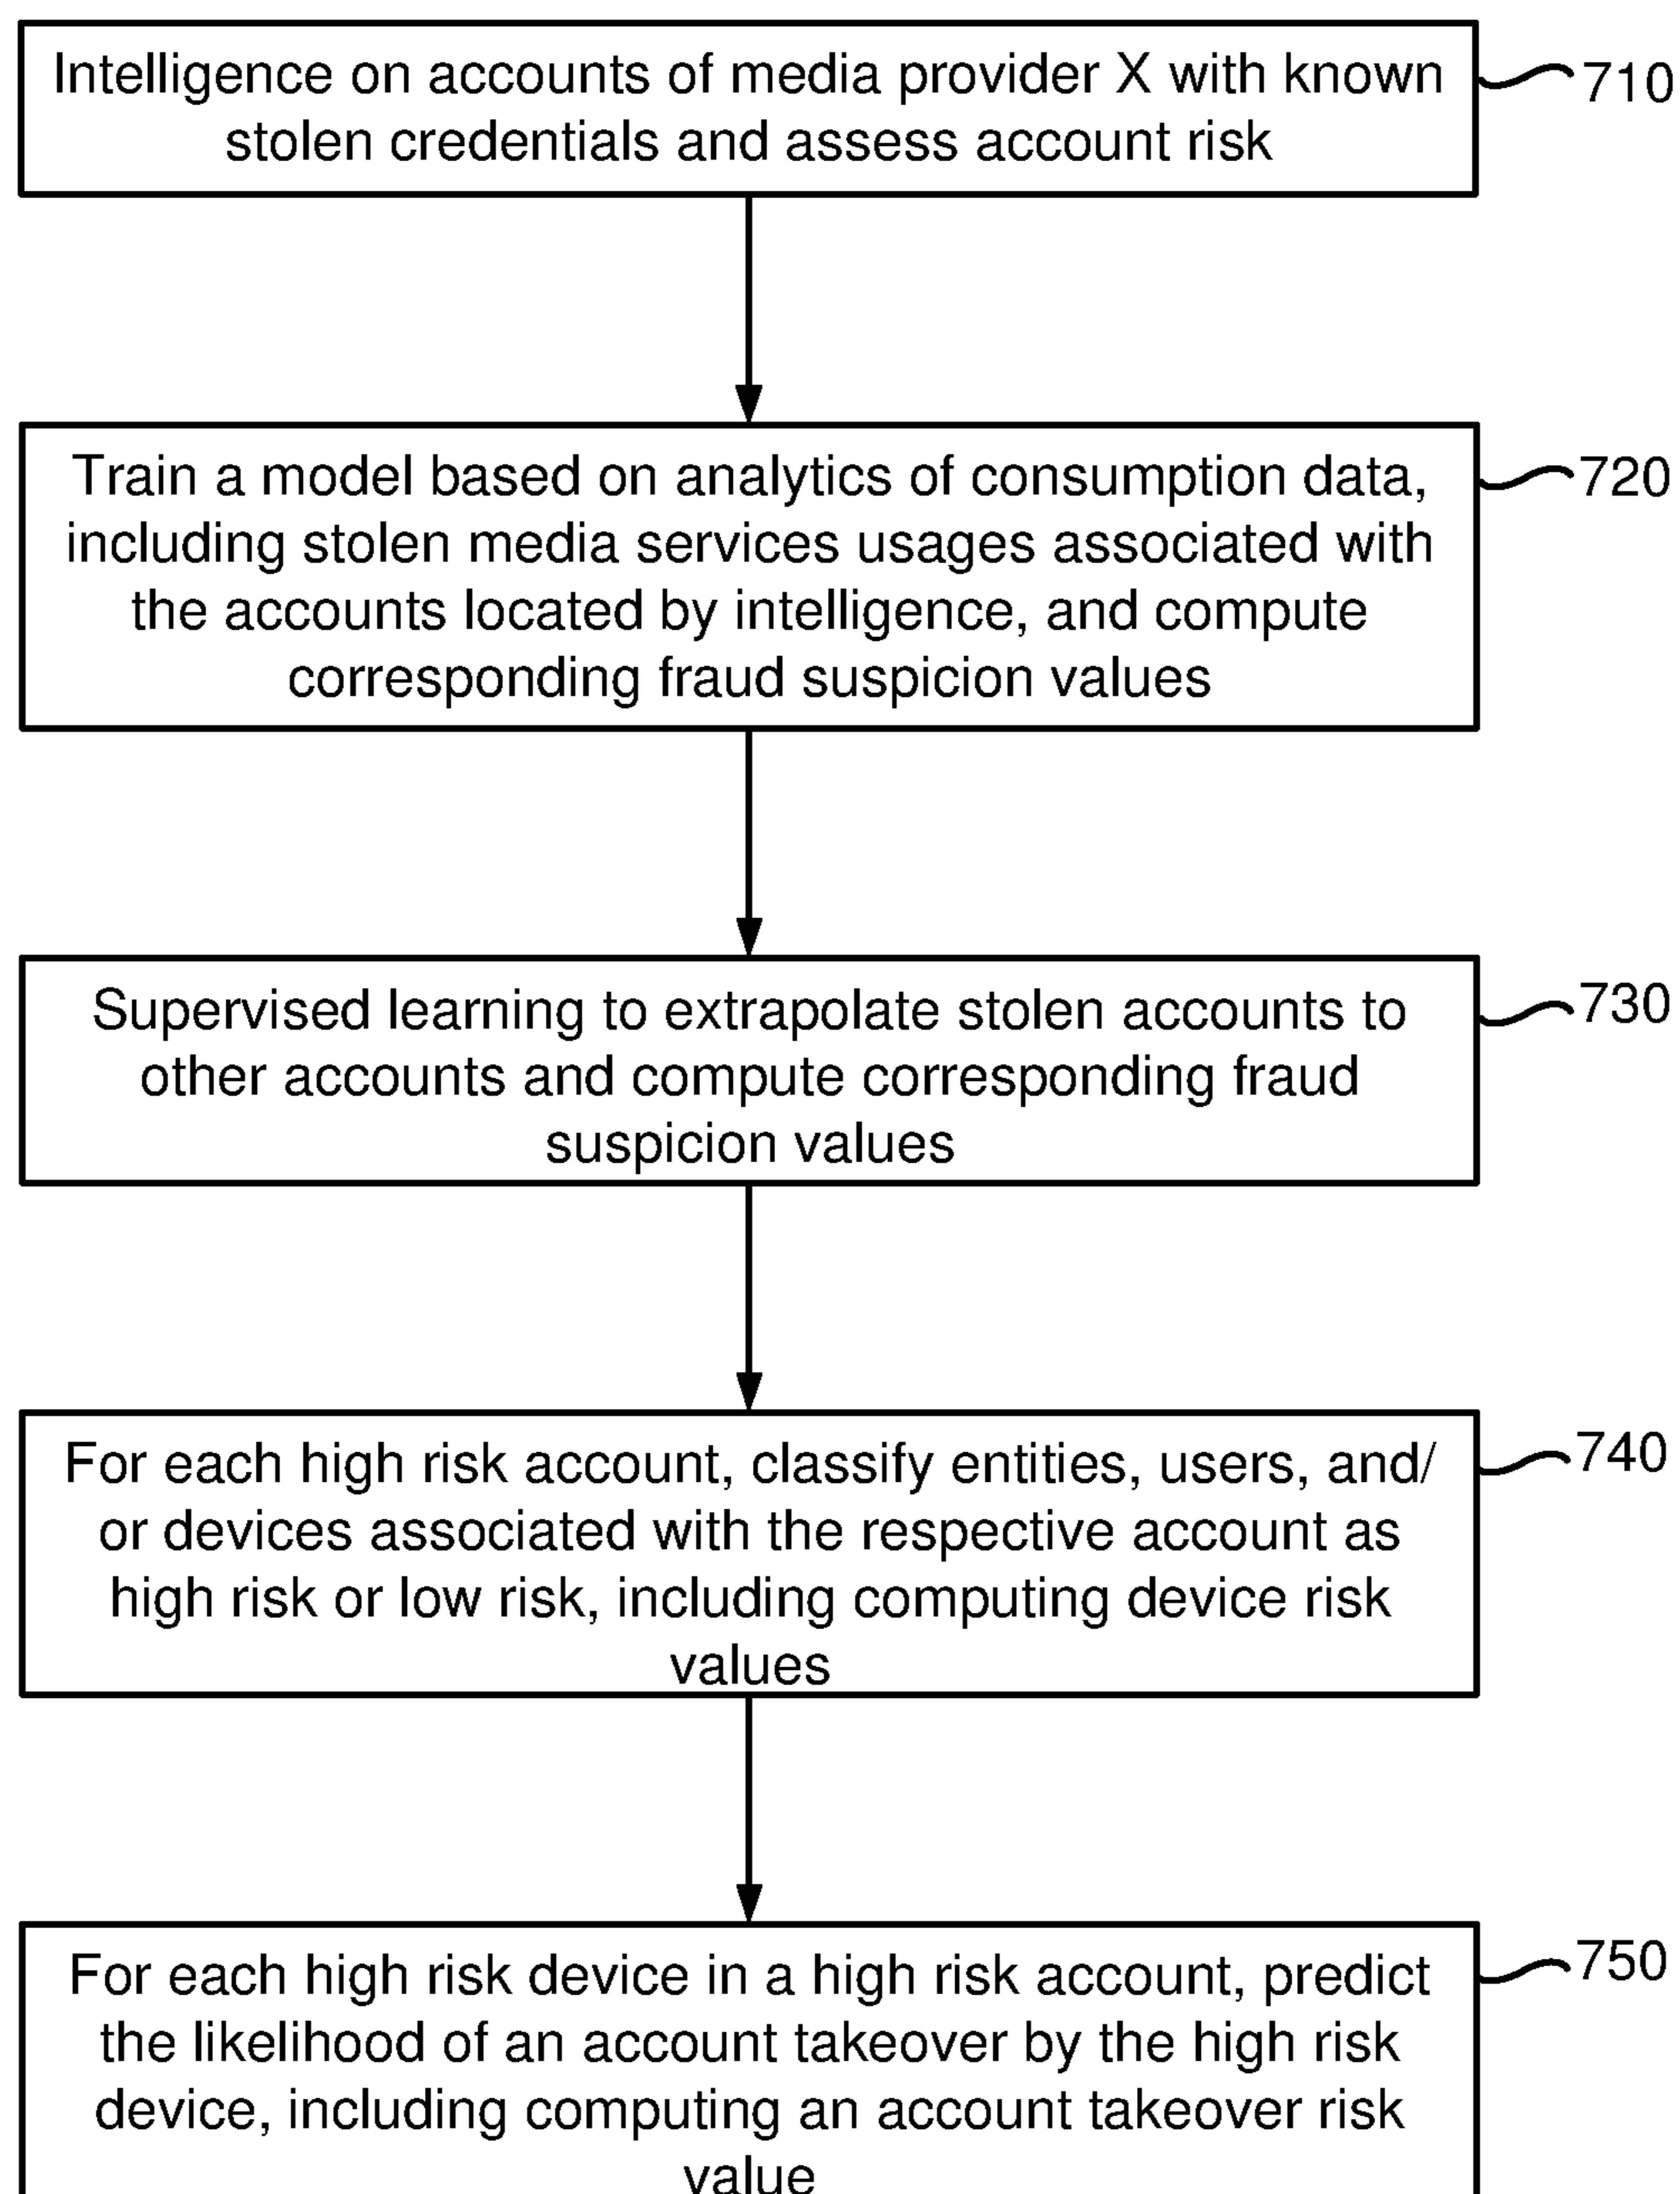 Intelligence on accounts of media provider X with known
stolen credentials and assess account risk
710
Train a model based on analytics of consumption data,
including stolen media services usages associated with
the accounts located by intelligence, and compute
corresponding fraud suspicion values
720
Supervised learning to extrapolate stolen accounts to
other accounts and compute corresponding fraud
suspicion values
730
For each high risk account, classify entities, users, and/
or devices associated with the respective account as
high risk or low risk, including computing device risk
values
740
For each high risk device in a high risk account, predict
the likelihood of an account takeover by the high risk
device, including computing an account takeover risk
value
750